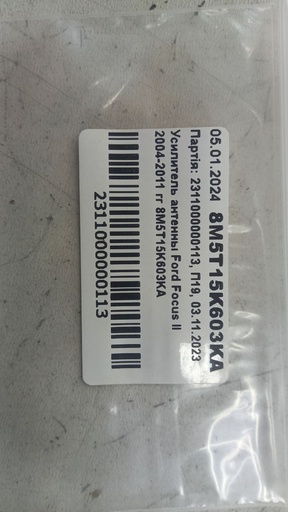 05.01.2024 8M5T15K603KA
Партія: 2311000000113, П19, 03.11.2023
Усилитель антенны Ford Focus II
2004-2011 гг 8M5T15K603KA
2311000000113